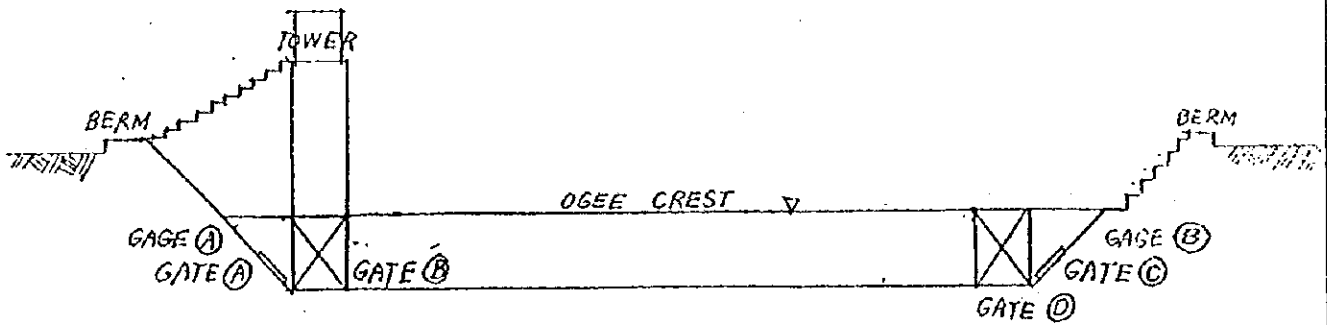 TOWER
BERM
BERM
OGEE CREST
GAGE Ⓐ
GATE Ⓐ
GATE Ⓑ
GAGE Ⓑ
GATE Ⓒ
GATE Ⓓ